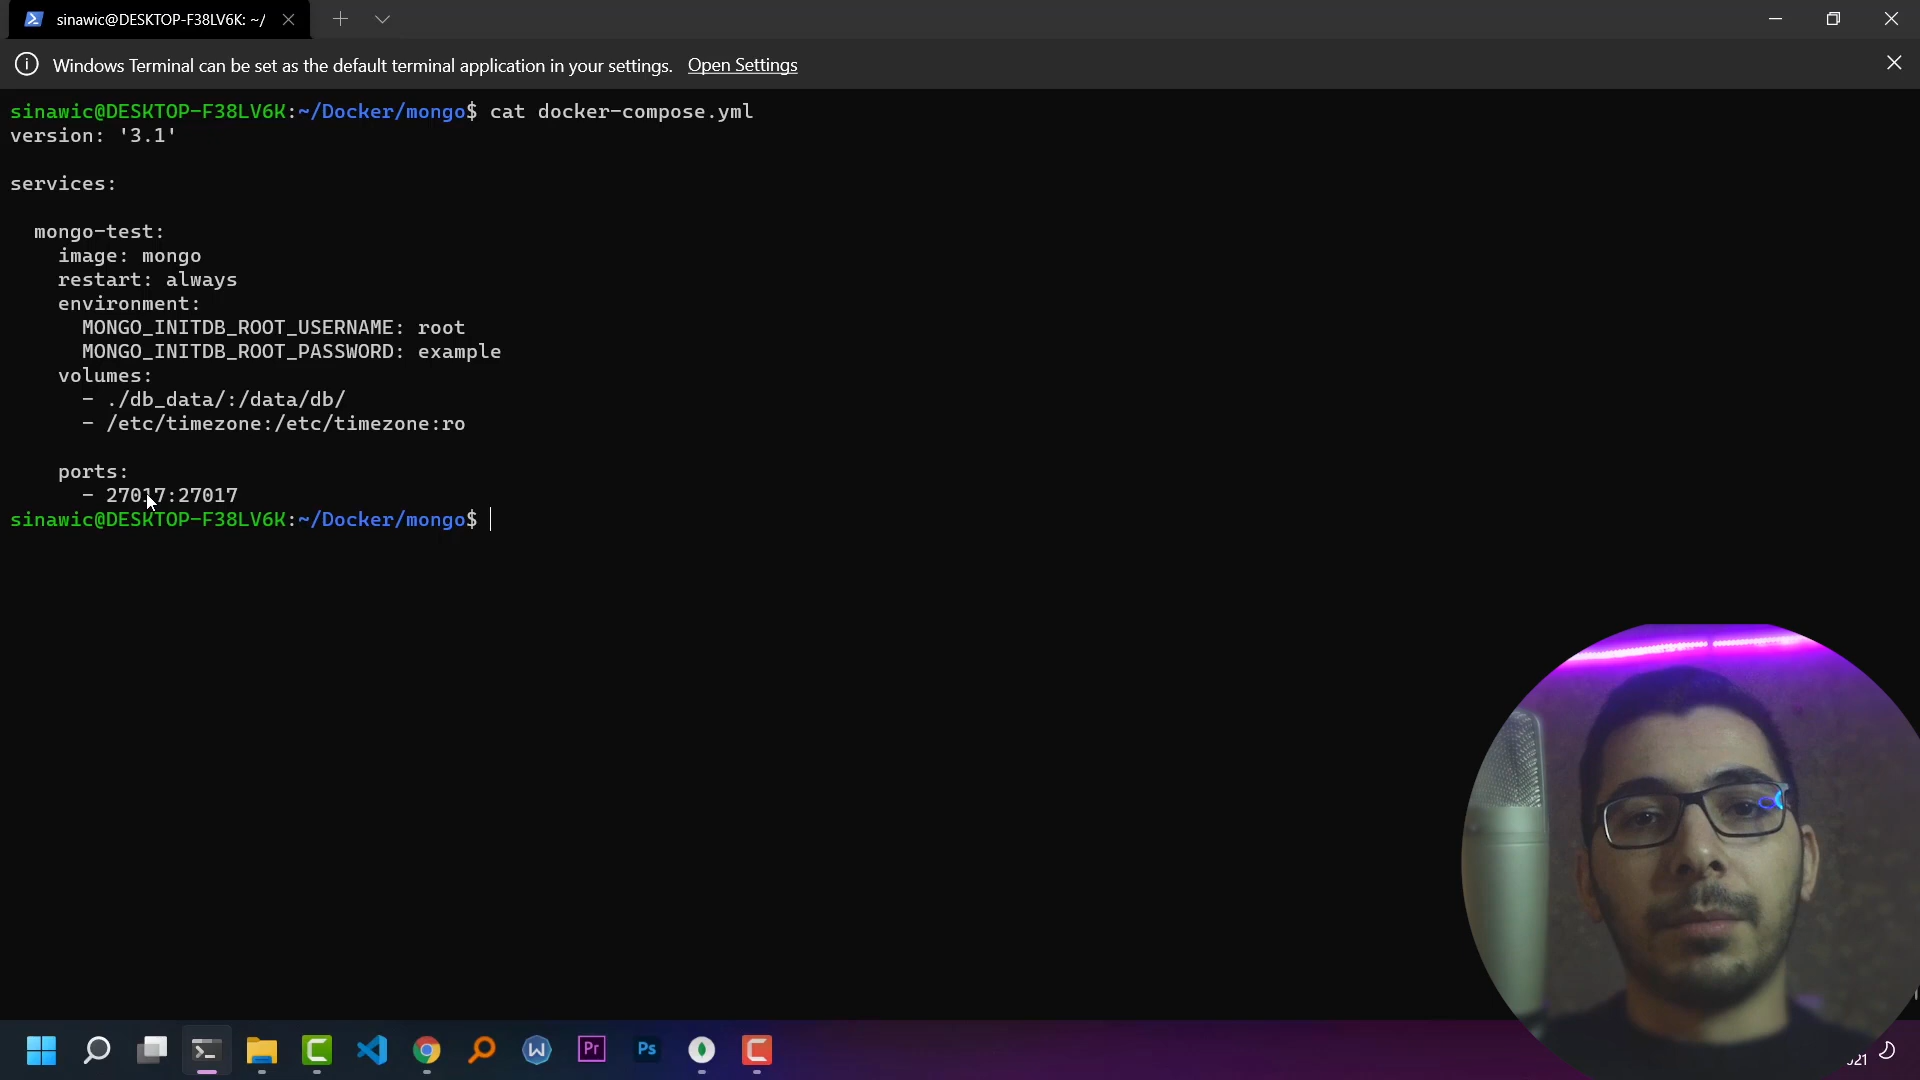 sinawic@DESKTOP-F38LV6K: ~/
Windows Terminal can be set as the default terminal application in your settings. Open Settings
sinawic@DESKTOP-F38LV6K:~/Docker/mongo$ cat docker-compose.yml
version: '3.1'
services:
mongo-test:
image: mongo
restart: always
environment:
MONGO_INITDB_ROOT_USERNAME: root
MONGO_INITDB_ROOT_PASSWORD: example
volumes:
- ./db_data/:/data/db/
- /etc/timezone:/etc/timezone:ro
ports:
- 27017:27017
sinawic@DESKTOP-F38LV6K:~/Docker/mongo$
Pr
Ps